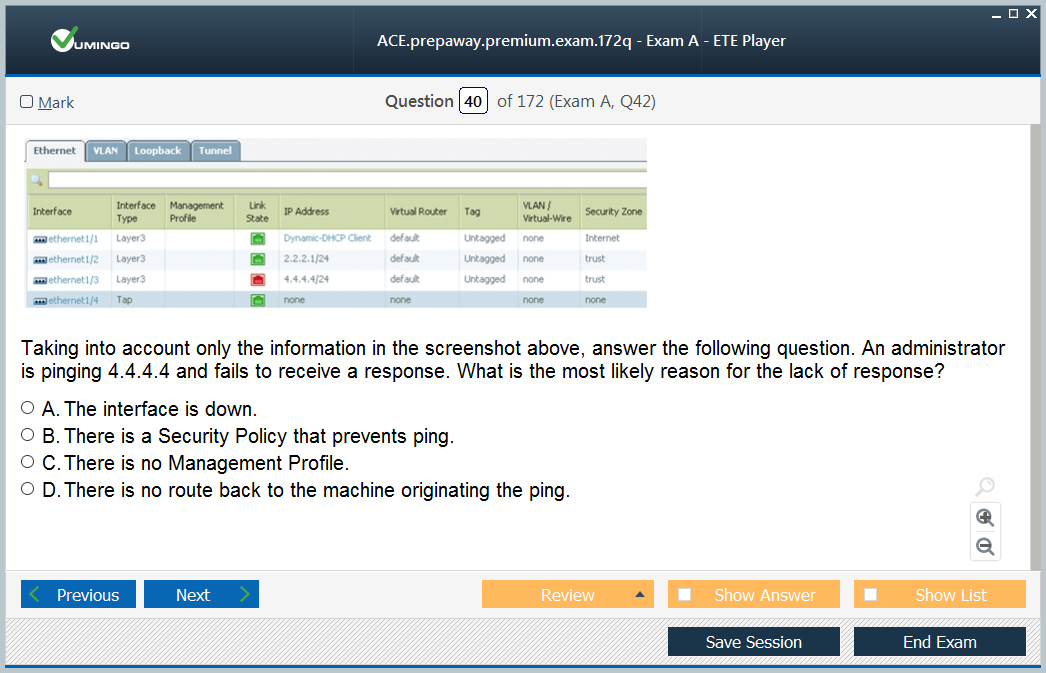 VUMINGO
ACE.prepaway.premium.exam.172q - Exam A - ETE Player
Mark
Question 40 of 172 (Exam A, Q42)
Ethernet VLAN Loopback Tunnel
Interface Interface Type Management Profile Link State IP Address Virtual Router Tag VLAN / Virtual-Wire Security Zone
ethernet1/1 Layer3 Dynamic-DHCP Client default Untagged none Internet
ethernet1/2 Layer3 2.2.2.1/24 default Untagged none trust
ethernet1/3 Layer3 4.4.4.4/24 default Untagged none trust
ethernet1/4 Tap none none none none
Taking into account only the information in the screenshot above, answer the following question. An administrator
is pinging 4.4.4.4 and fails to receive a response. What is the most likely reason for the lack of response?
A. The interface is down.
B. There is a Security Policy that prevents ping.
C. There is no Management Profile.
D. There is no route back to the machine originating the ping.
Previous Next Review Show Answer Show List
Save Session End Exam